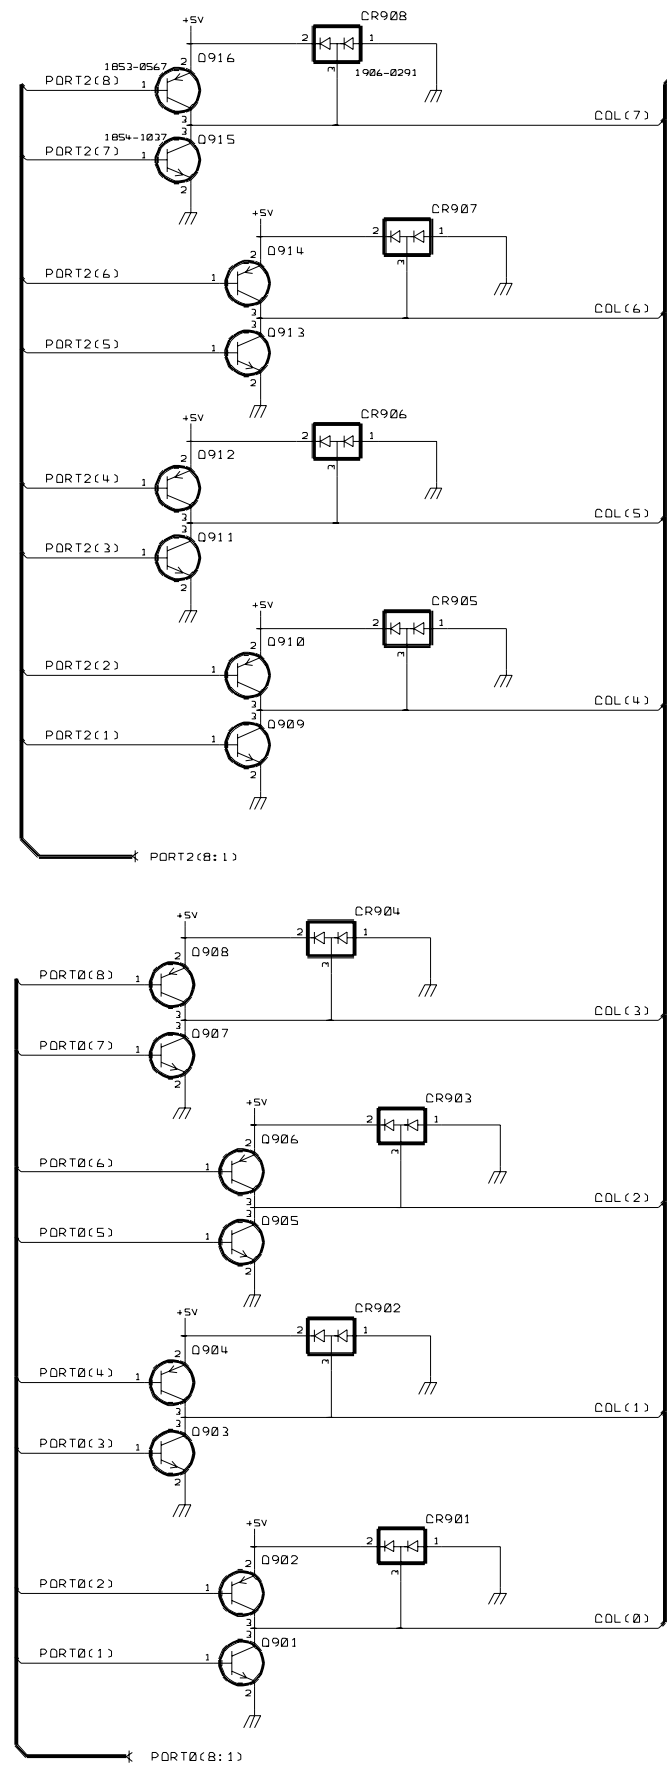 +5V
CR908
2
1
2
Q916
1853-0567
3
1906-0291
PORT2(8)
1
3
COL(7)
3
1854-1037
Q915
PORT2(7)
1
2
+5V
CR907
2
1
2
Q914
3
PORT2(6)
1
3
COL(6)
3
Q913
PORT2(5)
1
2
+5V
CR906
2
1
2
Q912
3
PORT2(4)
1
3
COL(5)
3
Q911
PORT2(3)
1
2
+5V
CR905
2
1
2
Q910
3
PORT2(2)
1
3
COL(4)
3
Q909
PORT2(1)
1
2
PORT2(8:1)
+5V
CR904
2
1
2
Q908
3
PORT0(8)
1
3
COL(3)
3
Q907
PORT0(7)
1
2
+5V
CR903
2
1
2
Q906
3
PORT0(6)
1
3
COL(2)
3
Q905
PORT0(5)
1
2
+5V
CR902
2
1
2
Q904
3
PORT0(4)
1
3
COL(1)
3
Q903
PORT0(3)
1
2
+5V
CR901
2
1
2
Q902
3
PORT0(2)
1
3
COL(0)
3
Q901
PORT0(1)
1
2
PORT0(8:1)